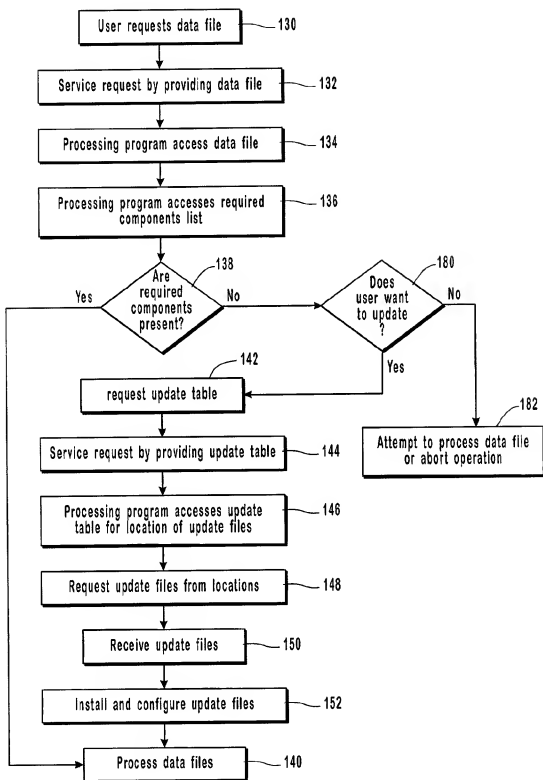 User requests data file
130
Service request by providing data file
132
Processing program access data file
134
Processing program accesses required
components list
136
Are
required
components
present?
138
Yes
No
Does
user want
to update
?
180
No
Yes
142
request update table
182
Attempt to process data file
or abort operation
Service request by providing update table
144
Processing program accesses update
table for location of update files
146
Request update files from locations
148
Receive update files
150
Install and configure update files
152
Process data files
140